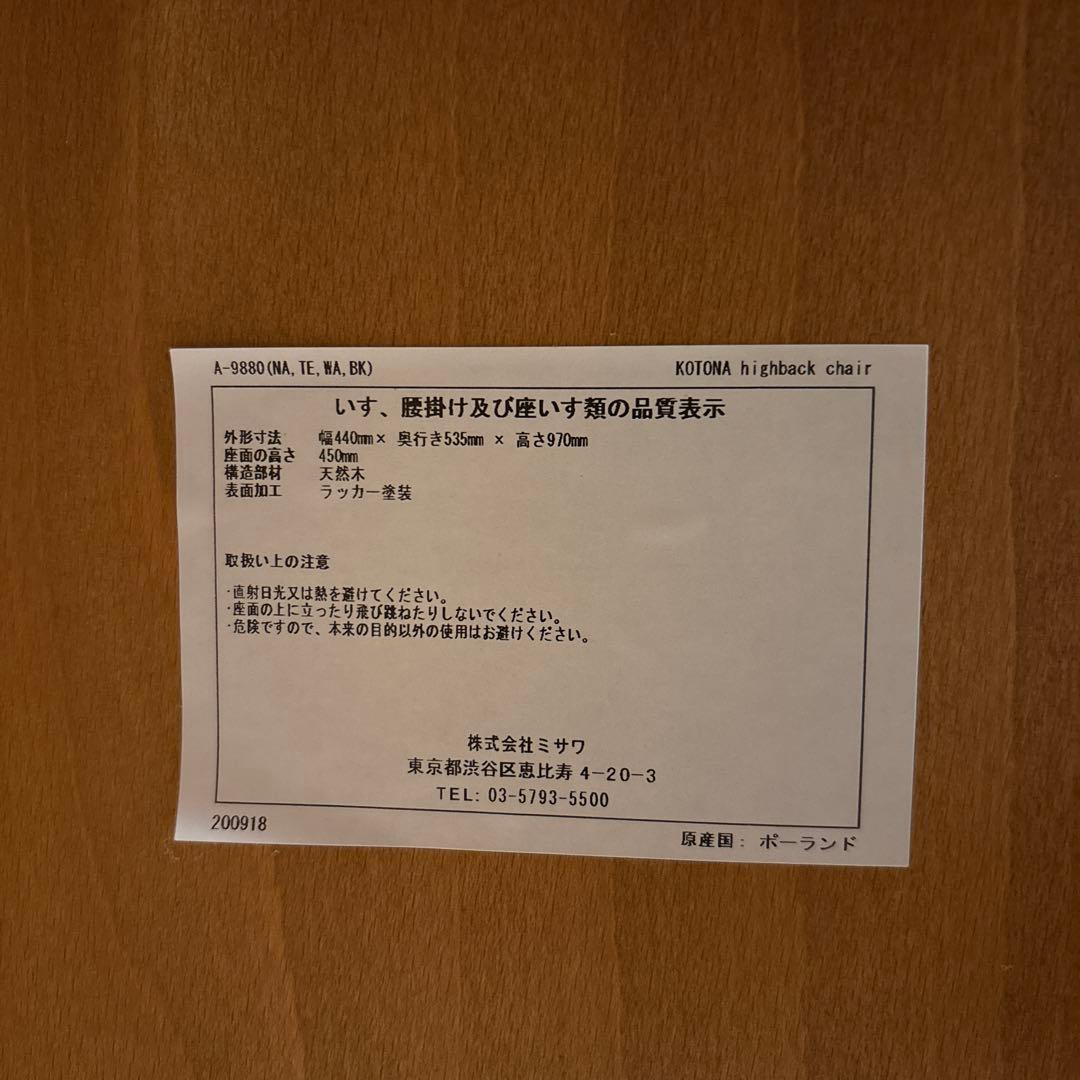 A-9880(NA,TE,WA,BK) KOTONA highback chair
いす、腰掛け及び座いす類の品質表示
外形寸法 幅440mm× 奥行き535mm × 高さ970mm
座面の高さ 450mm
構造部材 天然木
表面加工 ラッカー塗装
取扱い上の注意
・直射日光又は熱を避けてください。
・座面の上に立ったり飛び跳ねたりしないでください。
・危険ですので、本来の目的以外の使用はお避けください。
株式会社ミサワ
東京都渋谷区恵比寿 4-20-3
TEL: 03-5793-5500
200918 原産国: ポーランド